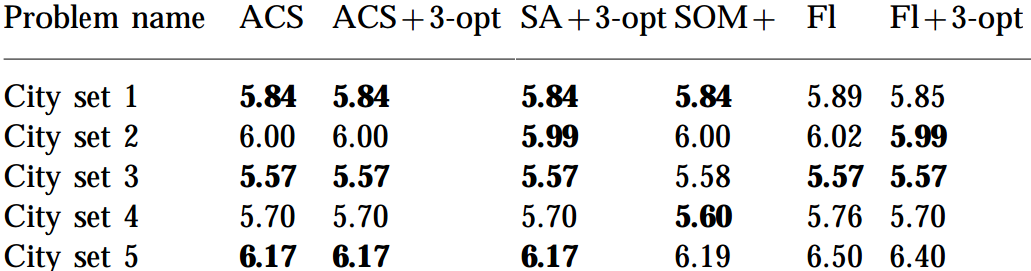 Problem name ACS ACS+3-opt SA+3-opt SOM+ FI FI+3-opt
City set 1 5.84 5.84 5.84 5.84 5.89 5.85
City set 2 6.00 6.00 5.99 6.00 6.02 5.99
City set 3 5.57 5.57 5.57 5.58 5.57 5.57
City set 4 5.70 5.70 5.70 5.60 5.76 5.70
City set 5 6.17 6.17 6.17 6.19 6.50 6.40